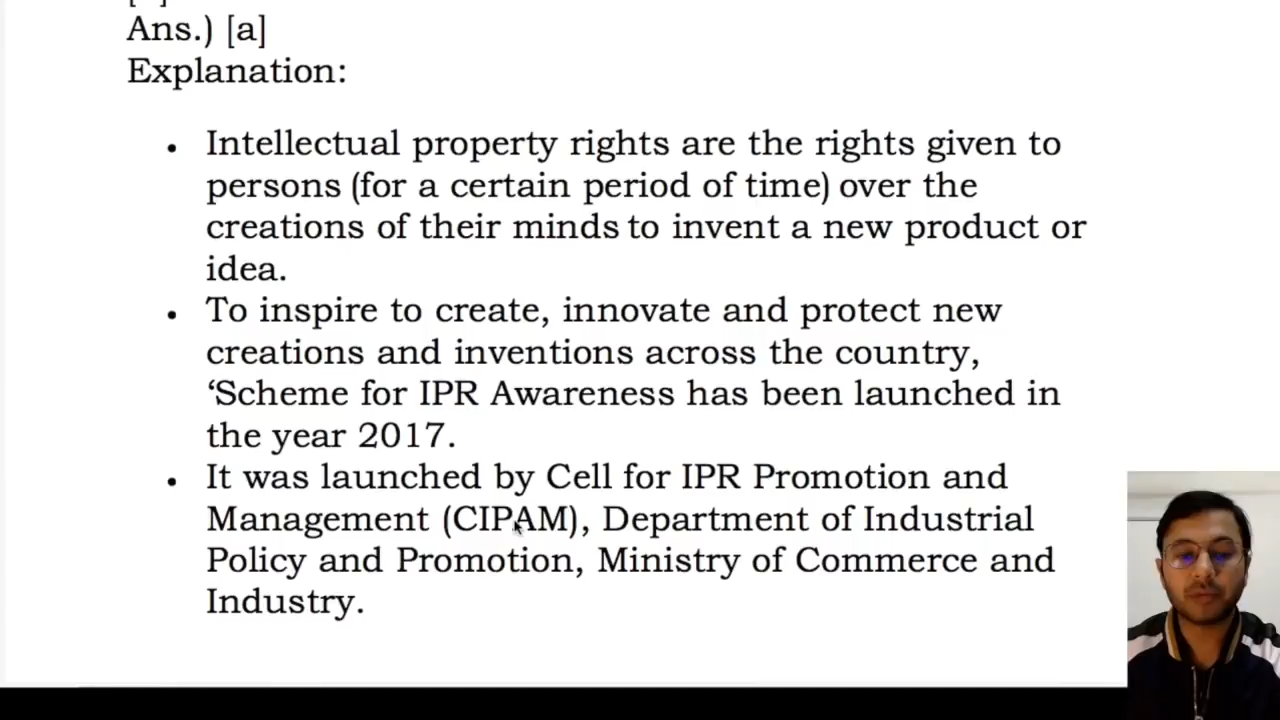 Ans.) [a]
Explanation:
• Intellectual property rights are the rights given to
persons (for a certain period of time) over the
creations of their minds to invent a new product or
idea.
• To inspire to create, innovate and protect new
creations and inventions across the country,
‘Scheme for IPR Awareness has been launched in
the year 2017.
• It was launched by Cell for IPR Promotion and
Management (CIPAM), Department of Industrial
Policy and Promotion, Ministry of Commerce and
Industry.